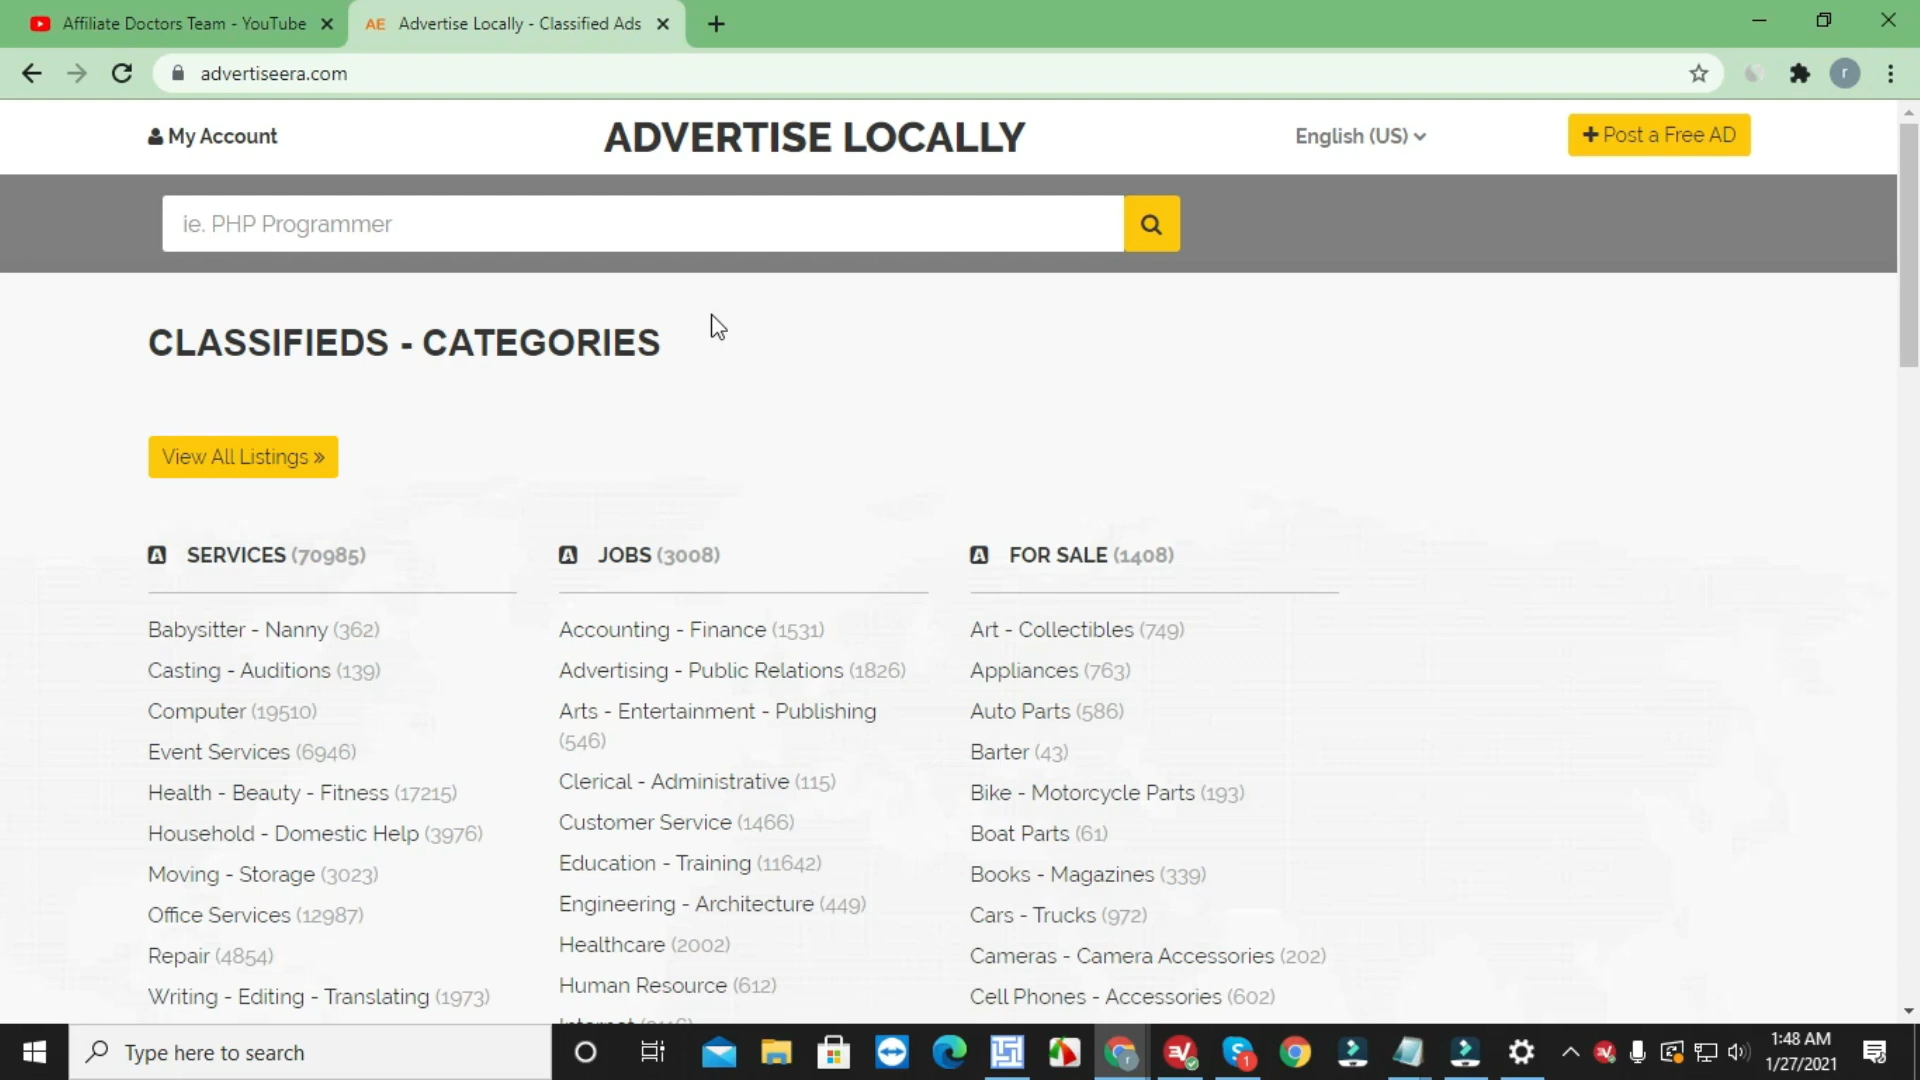 Affiliate Doctors Team - YouTube
AE Advertise Locally - Classified Ads
advertiseera.com
r
My Account
ADVERTISE LOCALLY
English (US)
Post a Free AD
ie. PHP Programmer
CLASSIFIEDS - CATEGORIES
View All Listings »
A SERVICES (70985)
Babysitter - Nanny (362)
Casting - Auditions (139)
Computer (19510)
Event Services (6946)
Health - Beauty - Fitness (17215)
Household - Domestic Help (3976)
Moving - Storage (3023)
Office Services (12987)
Repair (4854)
Writing - Editing - Translating (1973)
A JOBS (3008)
Accounting - Finance (1531)
Advertising - Public Relations (1826)
Arts - Entertainment - Publishing
(546)
Clerical - Administrative (115)
Customer Service (1466)
Education - Training (11642)
Engineering - Architecture (449)
Healthcare (2002)
Human Resource (612)
A FOR SALE (1408)
Art - Collectibles (749)
Appliances (763)
Auto Parts (586)
Barter (43)
Bike - Motorcycle Parts (193)
Boat Parts (61)
Books - Magazines (339)
Cars - Trucks (972)
Cameras - Camera Accessories (202)
Cell Phones - Accessories (602)
Type here to search
1:48 AM
1/27/2021